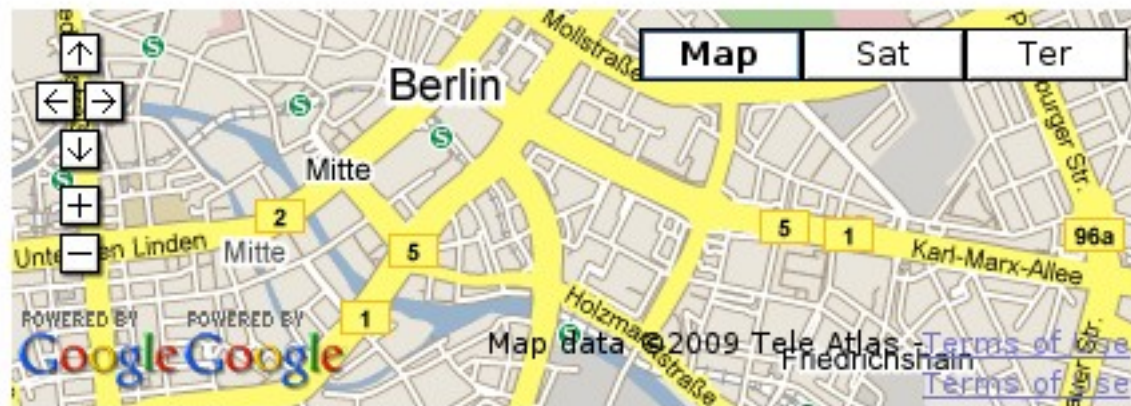 Mollstraße
Map Sat Ter
Berlin
S
S
S
S
Mitte
2
5
5
1
96a
Unter den Linden
Mitte
Karl-Marx-Allee
1
POWERED BY POWERED BY
Google Google
Holzmarktstraße
S
Map data ©2009 Tele Atlas - Terms of Use
Friedrichshain
Terms of Use